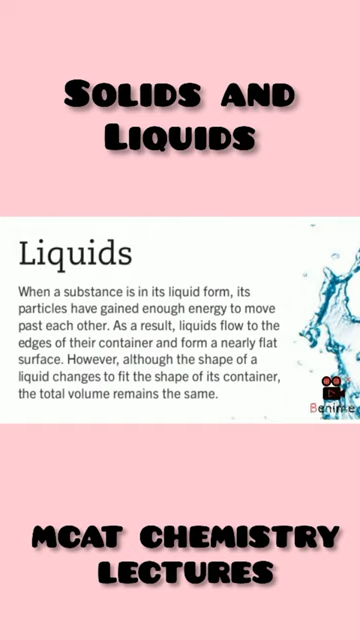 SOLIDS AND
LIQUIDS
Liquids
When a substance is in its liquid form, its
particles have gained enough energy to move
past each other. As a result, liquids flow to the
edges of their container and form a nearly flat
surface. However, although the shape of a
liquid changes to fit the shape of its container,
the total volume remains the same.
Benime
MCAT CHEMISTRY
LECTURES